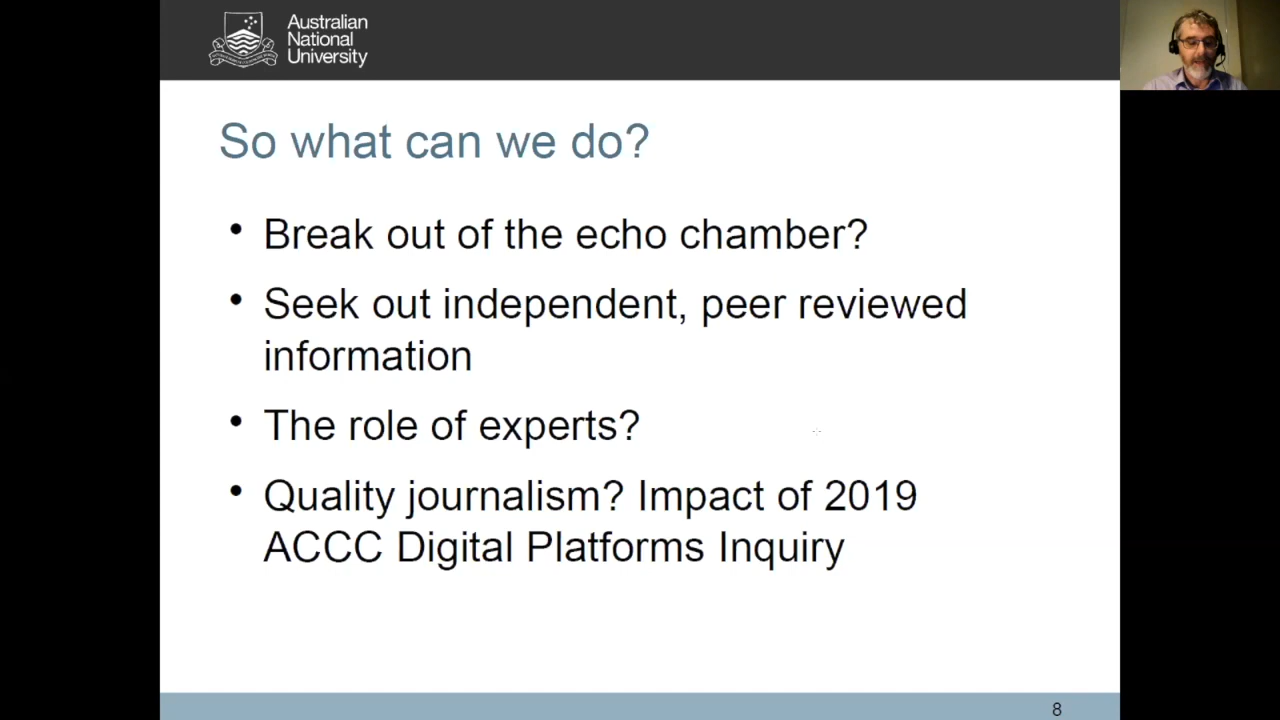 Australian
National
University
So what can we do?
• Break out of the echo chamber?
• Seek out independent, peer reviewed
information
• The role of experts?
• Quality journalism? Impact of 2019
ACCC Digital Platforms Inquiry
8